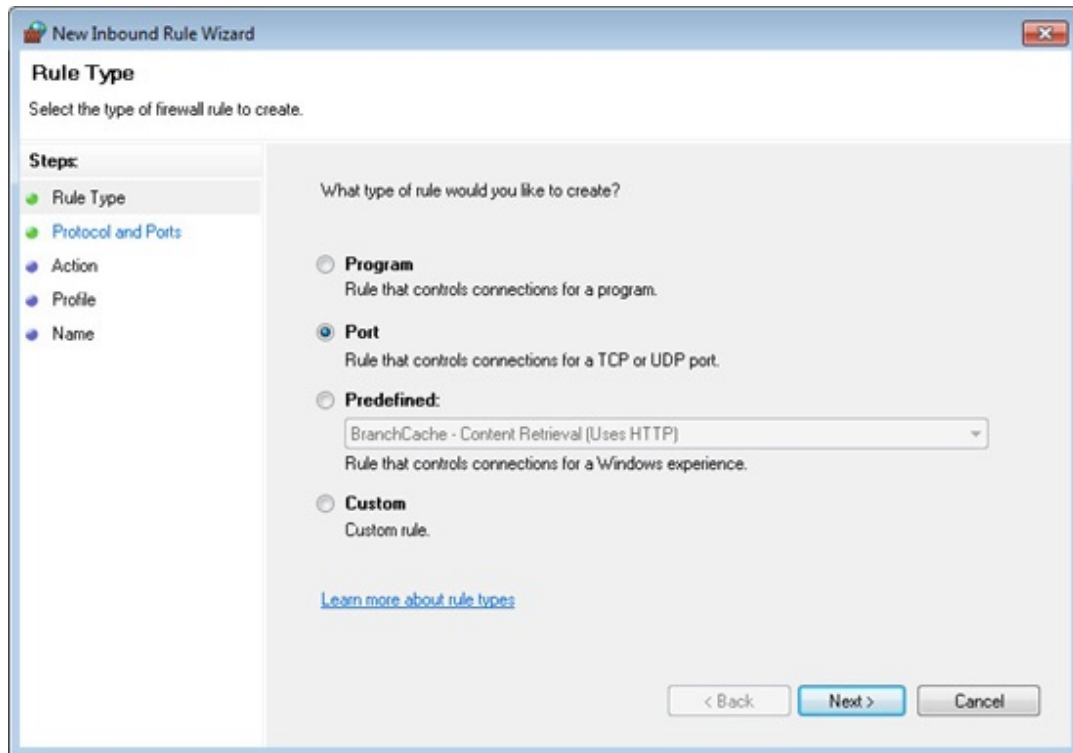 New Inbound Rule Wizard
Rule Type
Select the type of firewall rule to create.
Steps:
Rule Type
Protocol and Ports
Action
Profile
Name
What type of rule would you like to create?
Program
Rule that controls connections for a program.
Port
Rule that controls connections for a TCP or UDP port.
Predefined:
BranchCache - Content Retrieval (Uses HTTP)
Rule that controls connections for a Windows experience.
Custom
Custom rule.
Learn more about rule types
< Back Next > Cancel